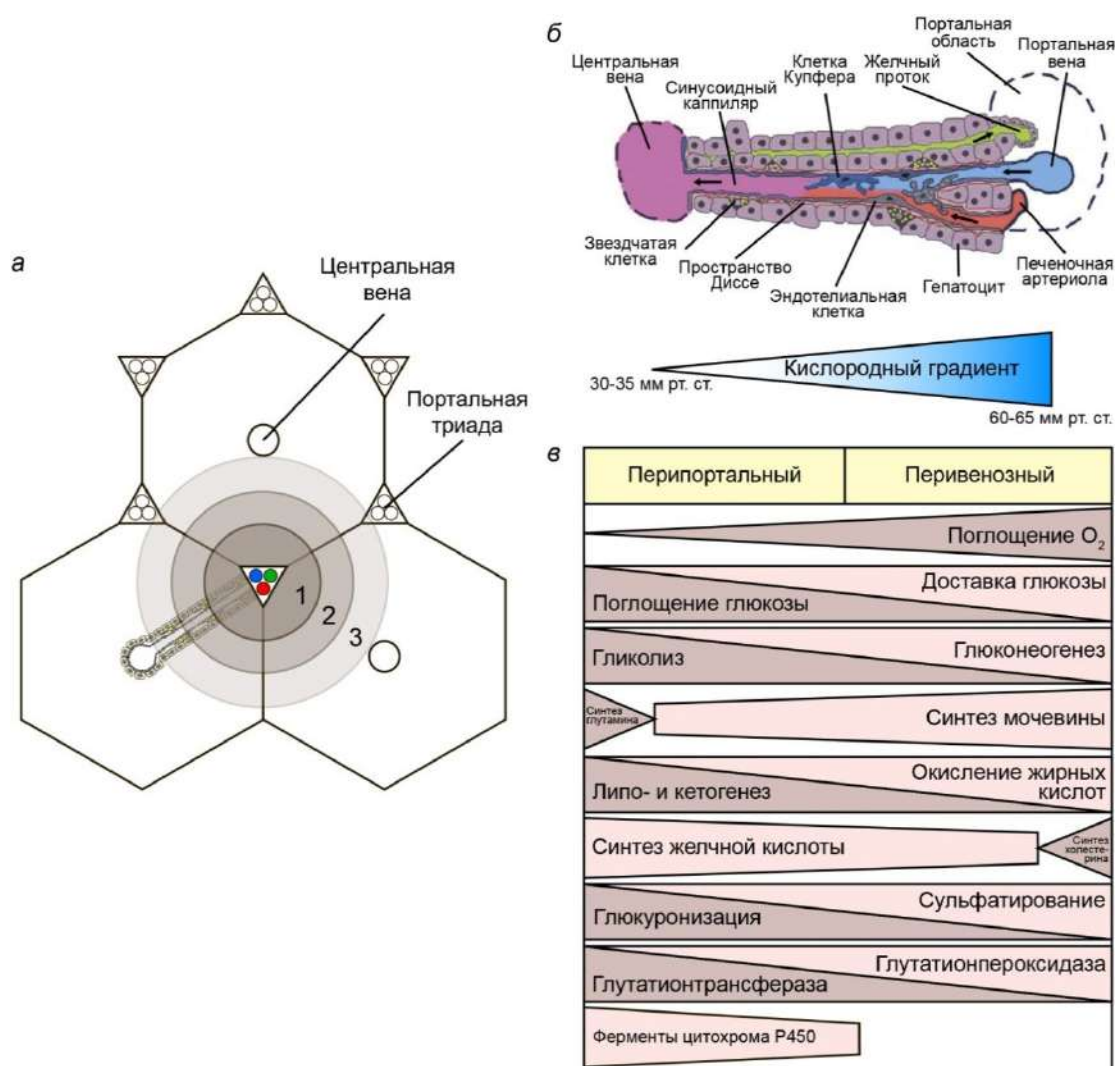 а
Центральная
вена
Портальная
триада
1
2
3
б
Центральная
вена
Синусоидный
каппиляр
Клетка
Купфера
Желчный
проток
Портальная
область
Портальная
вена
Звездчатая
клетка
Пространство
Диссе
Эндотелиальная
клетка
Гепатоцит
Печеночная
артериола
Кислородный градиент
30-35 мм рт. ст.
60-65 мм рт. ст.
в
Перипортальный
Перивенозный
Поглощение O₂
Доставка глюкозы
Поглощение глюкозы
Глюконеогенез
Гликолиз
Синтез
глутамина
Синтез мочевины
Окисление жирных
кислот
Липо- и кетогенез
Синтез желчной кислоты
Синтез
холесте-
рина
Сульфатирование
Глюкуронизация
Глутатионпероксидаза
Глутатионтрансфераза
Ферменты цитохрома P450